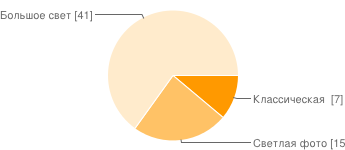 Большое свет [41]
Классическая [7]
Светлая фото [15